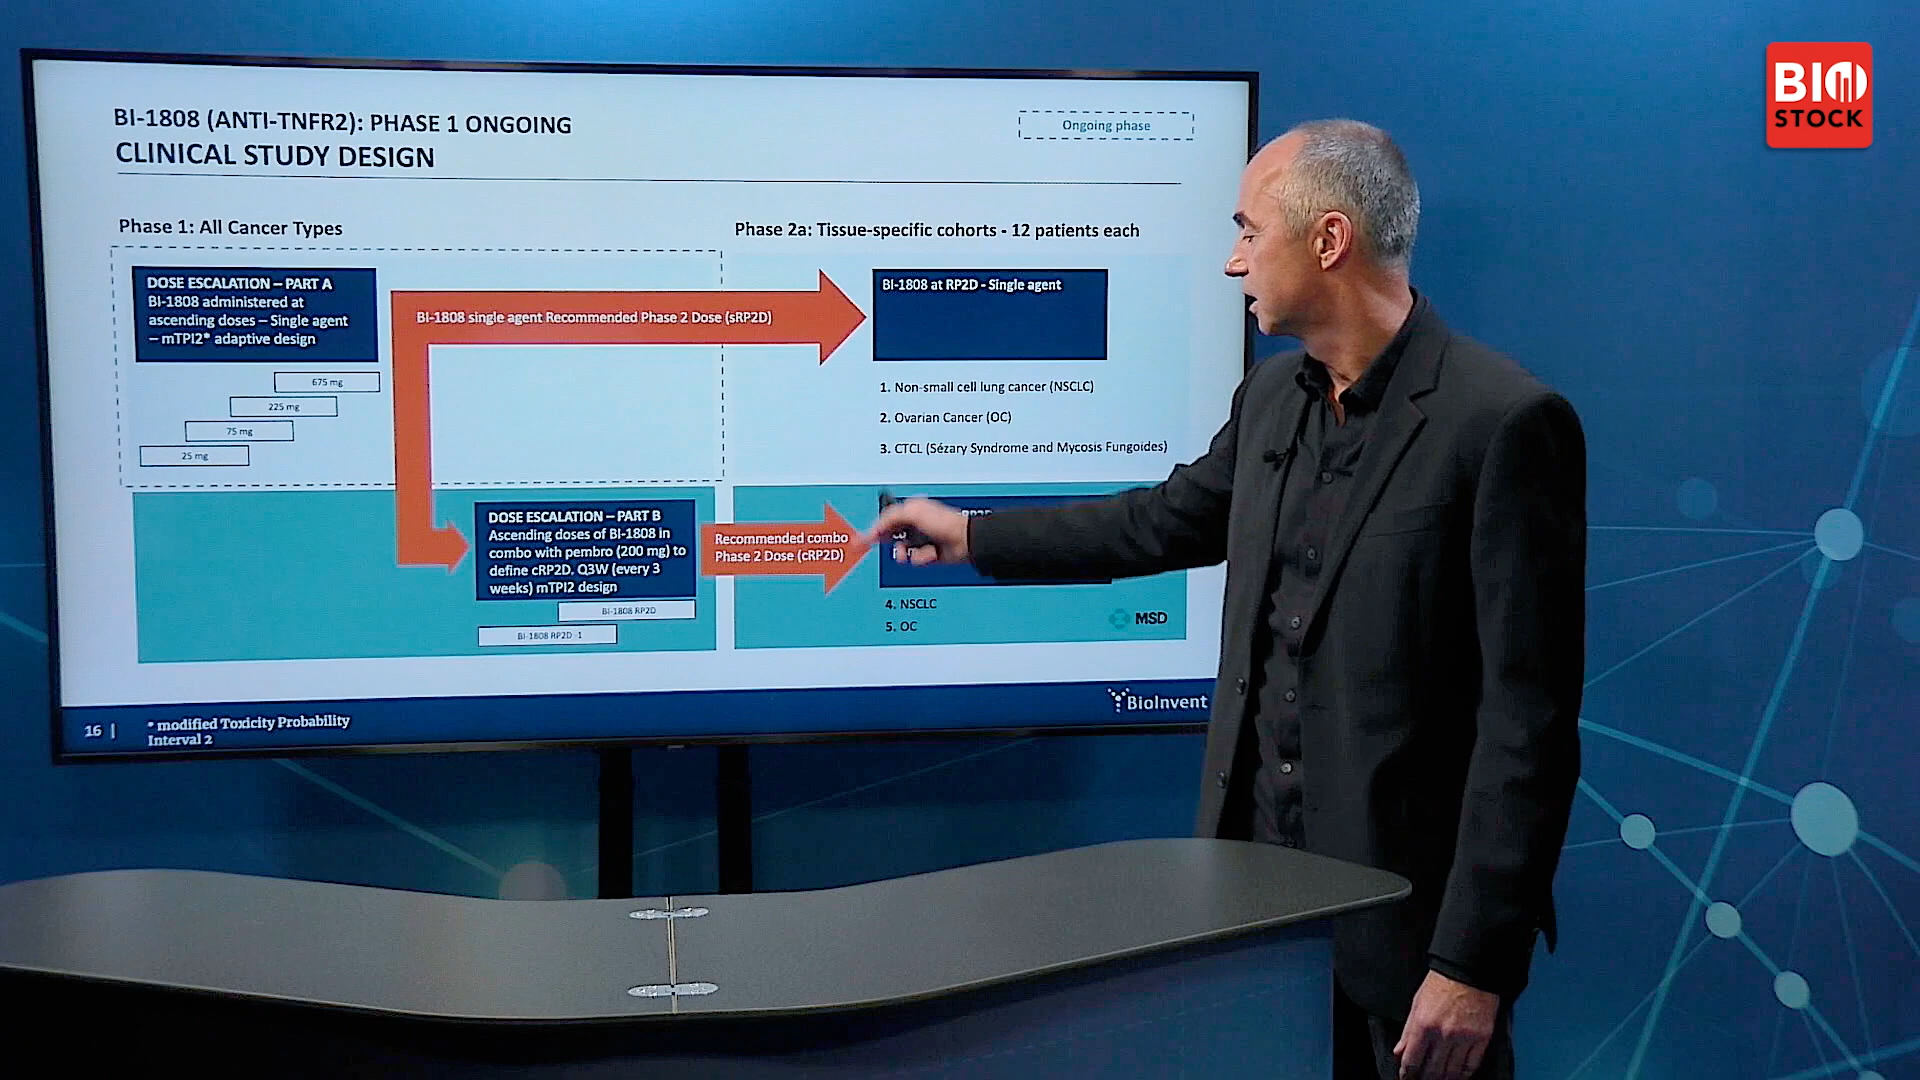 BIO
STOCK
BI-1808 (ANTI-TNFR2): PHASE 1 ONGOING
CLINICAL STUDY DESIGN
Ongoing phase
Phase 1: All Cancer Types
DOSE ESCALATION – PART A
BI-1808 administered at
ascending doses – Single agent
– mTPI2* adaptive design
675 mg
225 mg
75 mg
25 mg
BI-1808 single agent Recommended Phase 2 Dose (sRP2D)
Phase 2a: Tissue-specific cohorts - 12 patients each
BI-1808 at RP2D - Single agent
1. Non-small cell lung cancer (NSCLC)
2. Ovarian Cancer (OC)
3. CTCL (Sézary Syndrome and Mycosis Fungoides)
DOSE ESCALATION – PART B
Ascending doses of BI-1808 in
combo with pembro (200 mg) to
define cRP2D. Q3W (every 3
weeks) mTPI2 design
BI-1808 RP2D
BI-1808 RP2D -1
Recommended combo
Phase 2 Dose (cRP2D)
4. NSCLC
5. OC
MSD
BioInvent
16 |
* modified Toxicity Probability
Interval 2